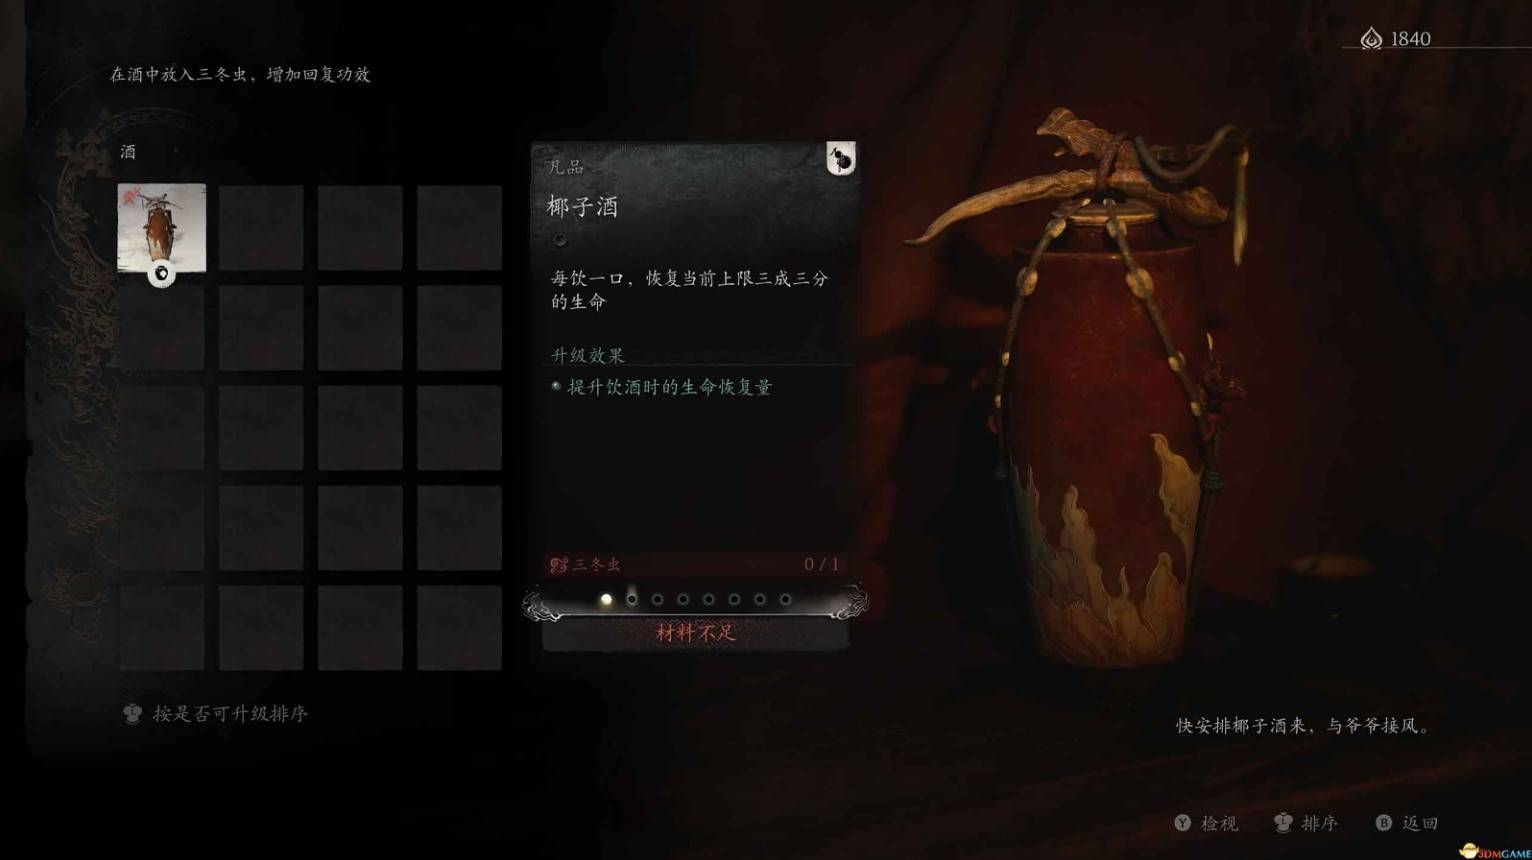 1840
在酒中放入三冬虫，增加回复功效
酒
凡品
椰子酒
每饮一口，恢复当前上限三成三分
的生命
升级效果
提升饮酒时的生命恢复量
三冬虫 0/1
材料不足
按是否可升级排序
快安排椰子酒来，与爷爷接风。
Y 检视 L 排序 B 返回
3DMGAME